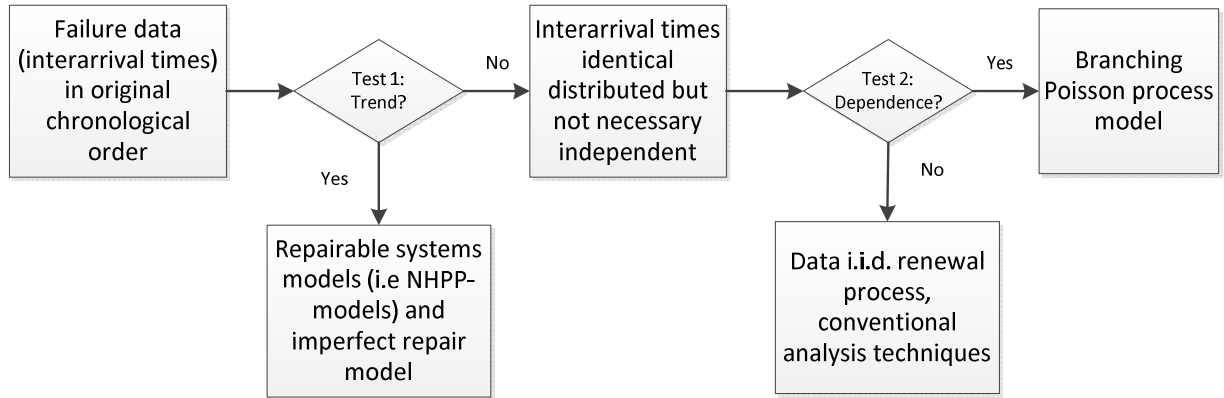 Failure data
(interarrival times)
in original
chronological
order
Test 1:
Trend?
No
Interarrival times
identical
distributed but
not necessary
independent
Test 2:
Dependence?
Yes
Branching
Poisson process
model
Yes
No
Repairable systems
models (i.e NHPP-
models) and
imperfect repair
model
Data i.i.d. renewal
process,
conventional
analysis techniques